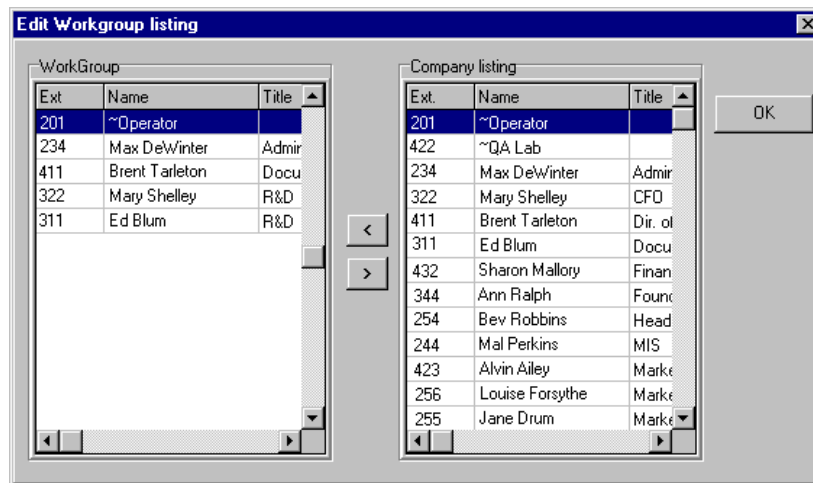 Edit Workgroup listing
WorkGroup
Ext Name Title
201 ~Operator
234 Max DeWinter Admir
411 Brent Tarleton Docu
322 Mary Shelley R&D
311 Ed Blum R&D
<
>
Company listing
Ext. Name Title
201 ~Operator
422 ~QA Lab
234 Max DeWinter Admir
322 Mary Shelley CFO
411 Brent Tarleton Dir. of
311 Ed Blum Docu
432 Sharon Mallory Finan
344 Ann Ralph Found
254 Bev Robbins Head
244 Mal Perkins MIS
423 Alvin Ailey Marke
256 Louise Forsythe Marke
255 Jane Drum Marke
OK